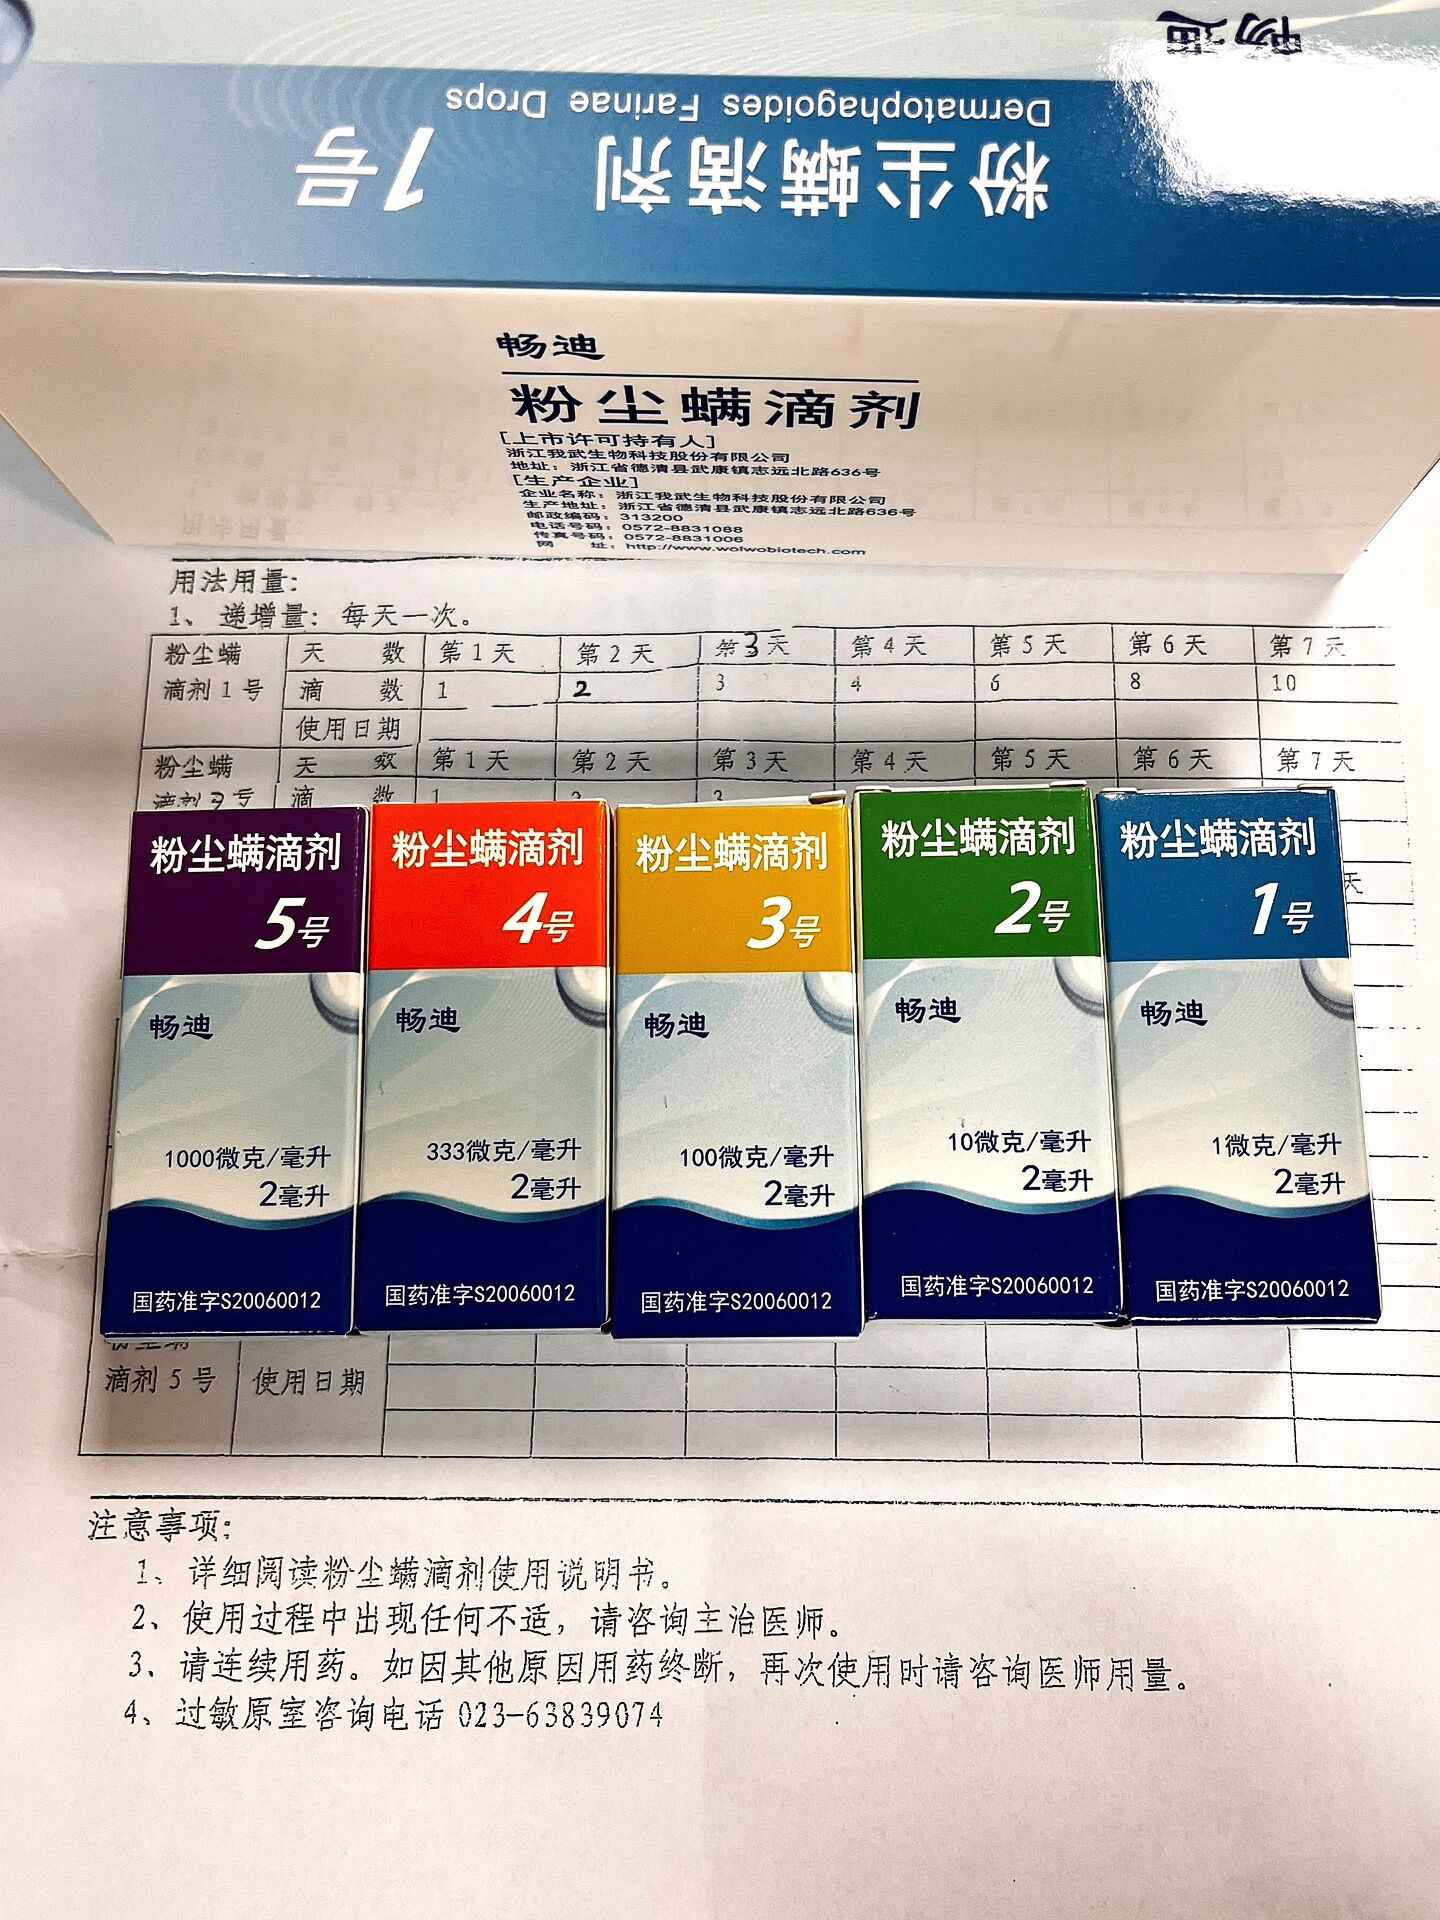 畅迪
Dermatophagoides Farinae Drops
粉尘螨滴剂 1号
畅迪
粉尘螨滴剂
[上市许可持有人]
浙江我武生物科技股份有限公司
地址：浙江省德清县武康镇志远北路636号
[生产企业]
企业名称：浙江我武生物科技股份有限公司
生产地址：浙江省德清县武康镇志远北路636号
邮政编码：313200
电话号码：0572-8831088
传真号码：0572-8831006
网 址：http://www.wolwobiotech.com
用法用量：
1、递增量：每天一次。
粉尘螨 天 数 第1天 第2天 第3天 第4天 第5天 第6天 第7天
滴剂1号 滴 数 1 2 3 4 6 8 10
使用日期
粉尘螨 天 数 第1天 第2天 第3天 第4天 第5天 第6天 第7天
滴 数 1
天
粉尘螨滴剂
5号
畅迪
1000微克/毫升
2毫升
国药准字S20060012
粉尘螨滴剂
4号
畅迪
333微克/毫升
2毫升
国药准字S20060012
粉尘螨滴剂
3号
畅迪
100微克/毫升
2毫升
国药准字S20060012
粉尘螨滴剂
2号
畅迪
10微克/毫升
2毫升
国药准字S20060012
粉尘螨滴剂
1号
畅迪
1微克/毫升
2毫升
国药准字S20060012
滴剂5号 使用日期
注意事项：
1、详细阅读粉尘螨滴剂使用说明书。
2、使用过程中出现任何不适，请咨询主治医师。
3、请连续用药。如因其他原因用药终断，再次使用时请咨询医师用量。
4、过敏原室咨询电话 023-63839074